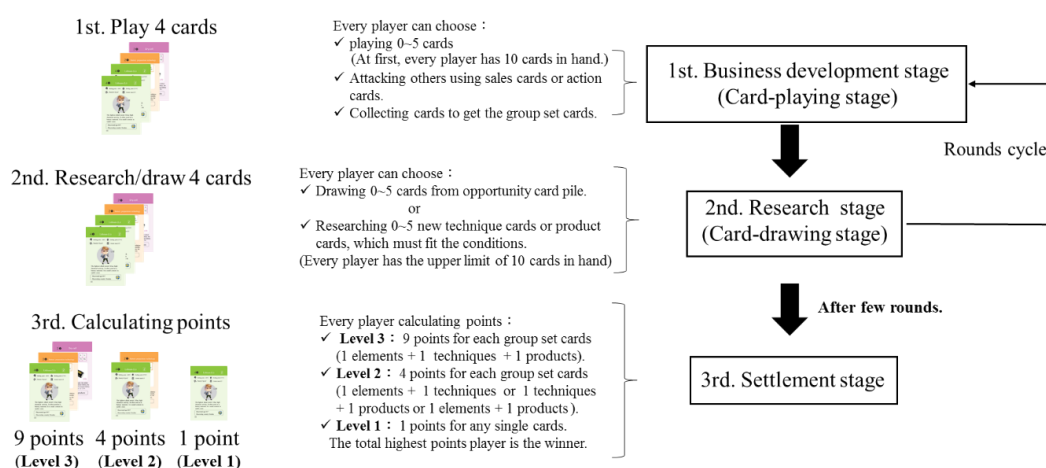 1st. Play 4 cards
Every player can choose：
✓ playing 0~5 cards
(At first, every player has 10 cards in hand.)
✓ Attacking others using sales cards or action
cards.
✓ Collecting cards to get the group set cards.
1st. Business development stage
(Card-playing stage)
Rounds cycle
2nd. Research/draw 4 cards
Every player can choose：
✓ Drawing 0~5 cards from opportunity card pile.
or
✓ Researching 0~5 new technique cards or product
cards, which must fit the conditions.
(Every player has the upper limit of 10 cards in hand)
2nd. Research stage
(Card-drawing stage)
After few rounds.
3rd. Calculating points
9 points
(Level 3)
4 points
(Level 2)
1 point
(Level 1)
Every player calculating points：
✓ Level 3： 9 points for each group set cards
(1 elements + 1 techniques + 1 products).
✓ Level 2： 4 points for each group set cards
(1 elements + 1 techniques or 1 techniques
+ 1 products or 1 elements + 1 products).
✓ Level 1： 1 points for any single cards.
The total highest points player is the winner.
3rd. Settlement stage